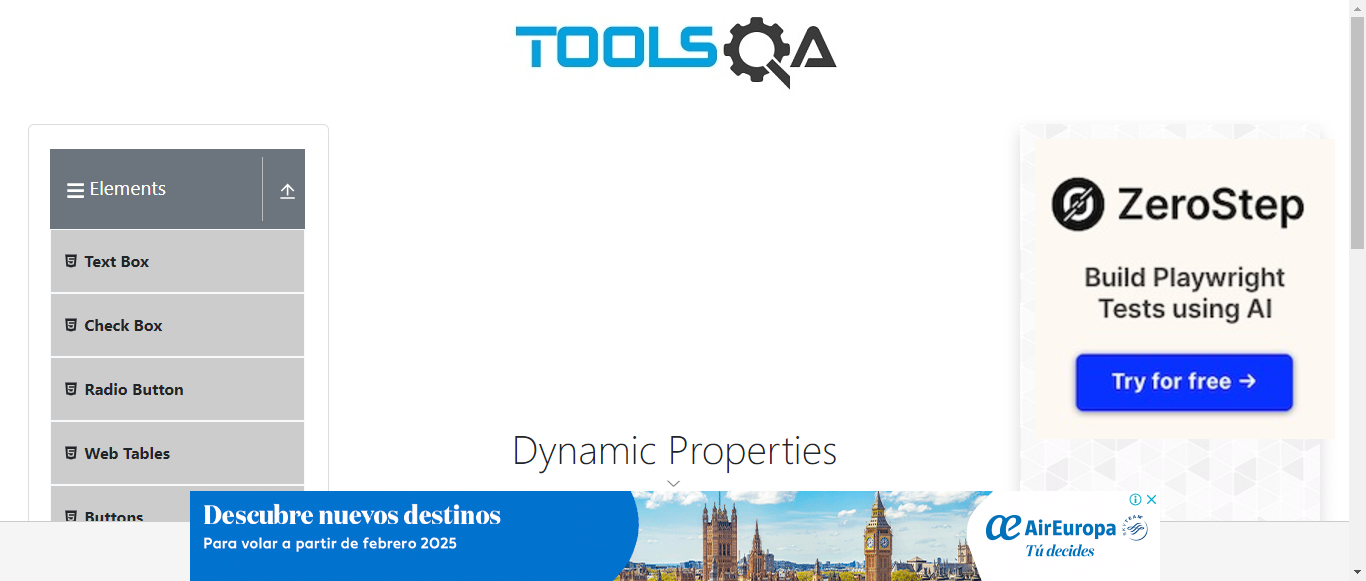 TOOLSQA
Elements
Text Box
Check Box
Radio Button
Web Tables
Buttons
Dynamic Properties
ZeroStep
Build Playwright
Tests using AI
Try for free →
Descubre nuevos destinos
Para volar a partir de febrero 2025
AirEuropa
SKYTEAM
Tú decides